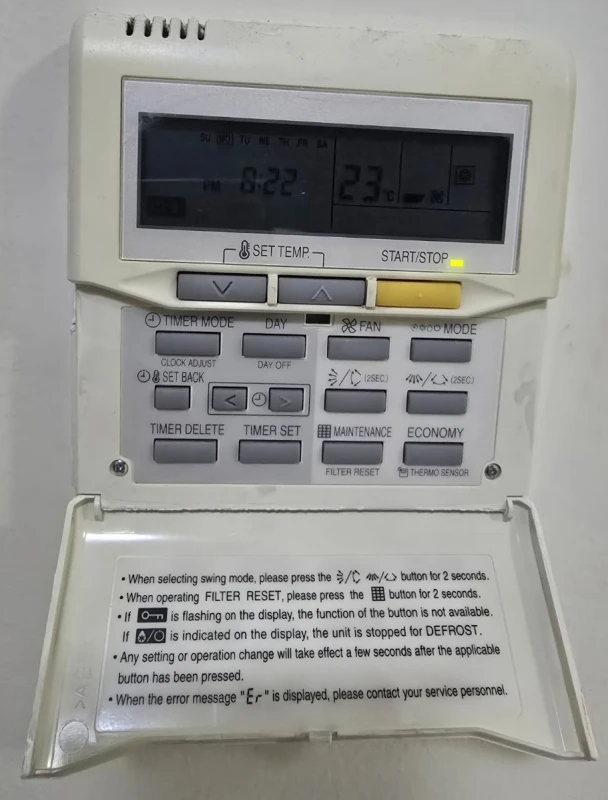 SU MO TU WE TH FR SA
PM 8:22 23 °C
SET TEMP. START/STOP
TIMER MODE DAY FAN MODE
CLOCK ADJUST DAY OFF
SET BACK (2SEC.) (2SEC.)
TIMER DELETE TIMER SET MAINTENANCE ECONOMY
FILTER RESET THERMO SENSOR
• When selecting swing mode, please press the / / button for 2 seconds.
• When operating FILTER RESET, please press the button for 2 seconds.
• If is flashing on the display, the function of the button is not available.
If / is indicated on the display, the unit is stopped for DEFROST.
• Any setting or operation change will take effect a few seconds after the applicable
button has been pressed.
• When the error message "Er" is displayed, please contact your service personnel.